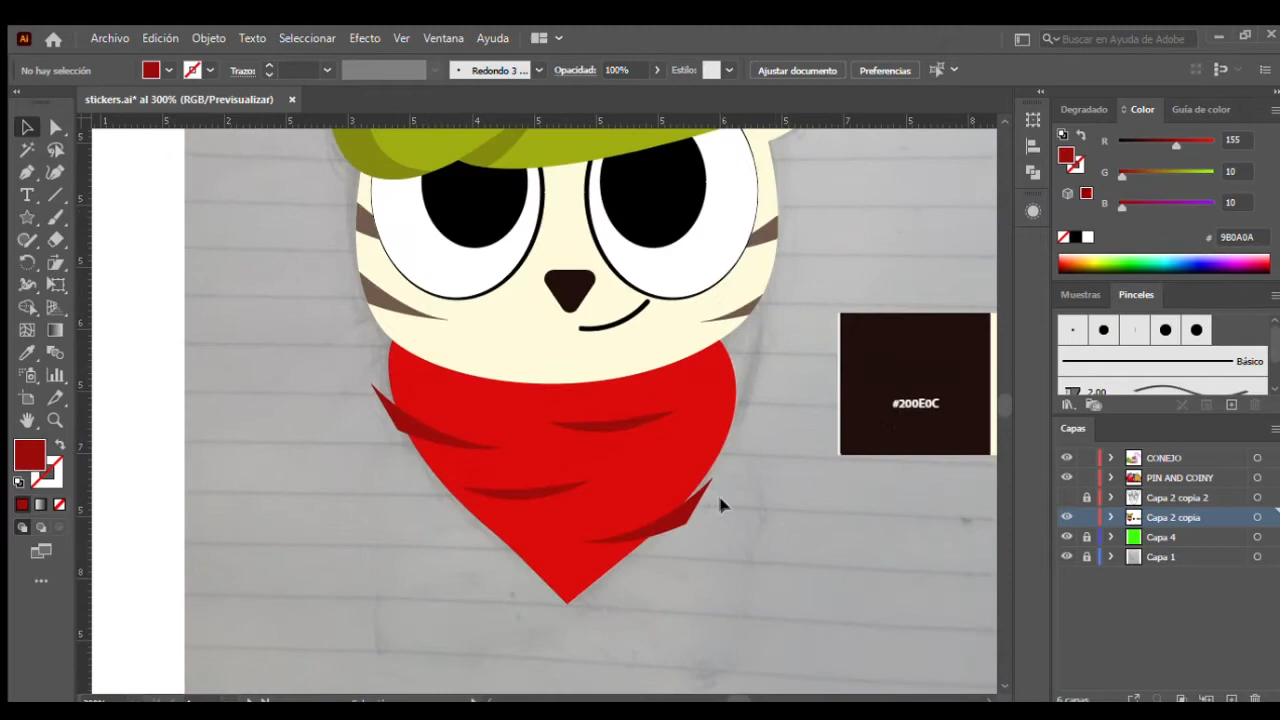 Ai
Archivo Edición Objeto Texto Seleccionar Efecto Ver Ventana Ayuda
Buscar en Ayuda de Adobe
No hay selección
Trazo:
Redondo 3 ...
Opacidad: 100%
Estilo:
Ajustar documento
Preferencias
stickers.ai* al 300% (RGB/Previsualizar)
Degradado
Color
Guía de color
R 155
G 10
B 10
# 9B0A0A
Muestras
Pinceles
Básico
2.00
#200E0C
Capas
CONEJO
PIN AND COINY
Capa 2 copia 2
Capa 2 copia
Capa 4
Capa 1
6 capas